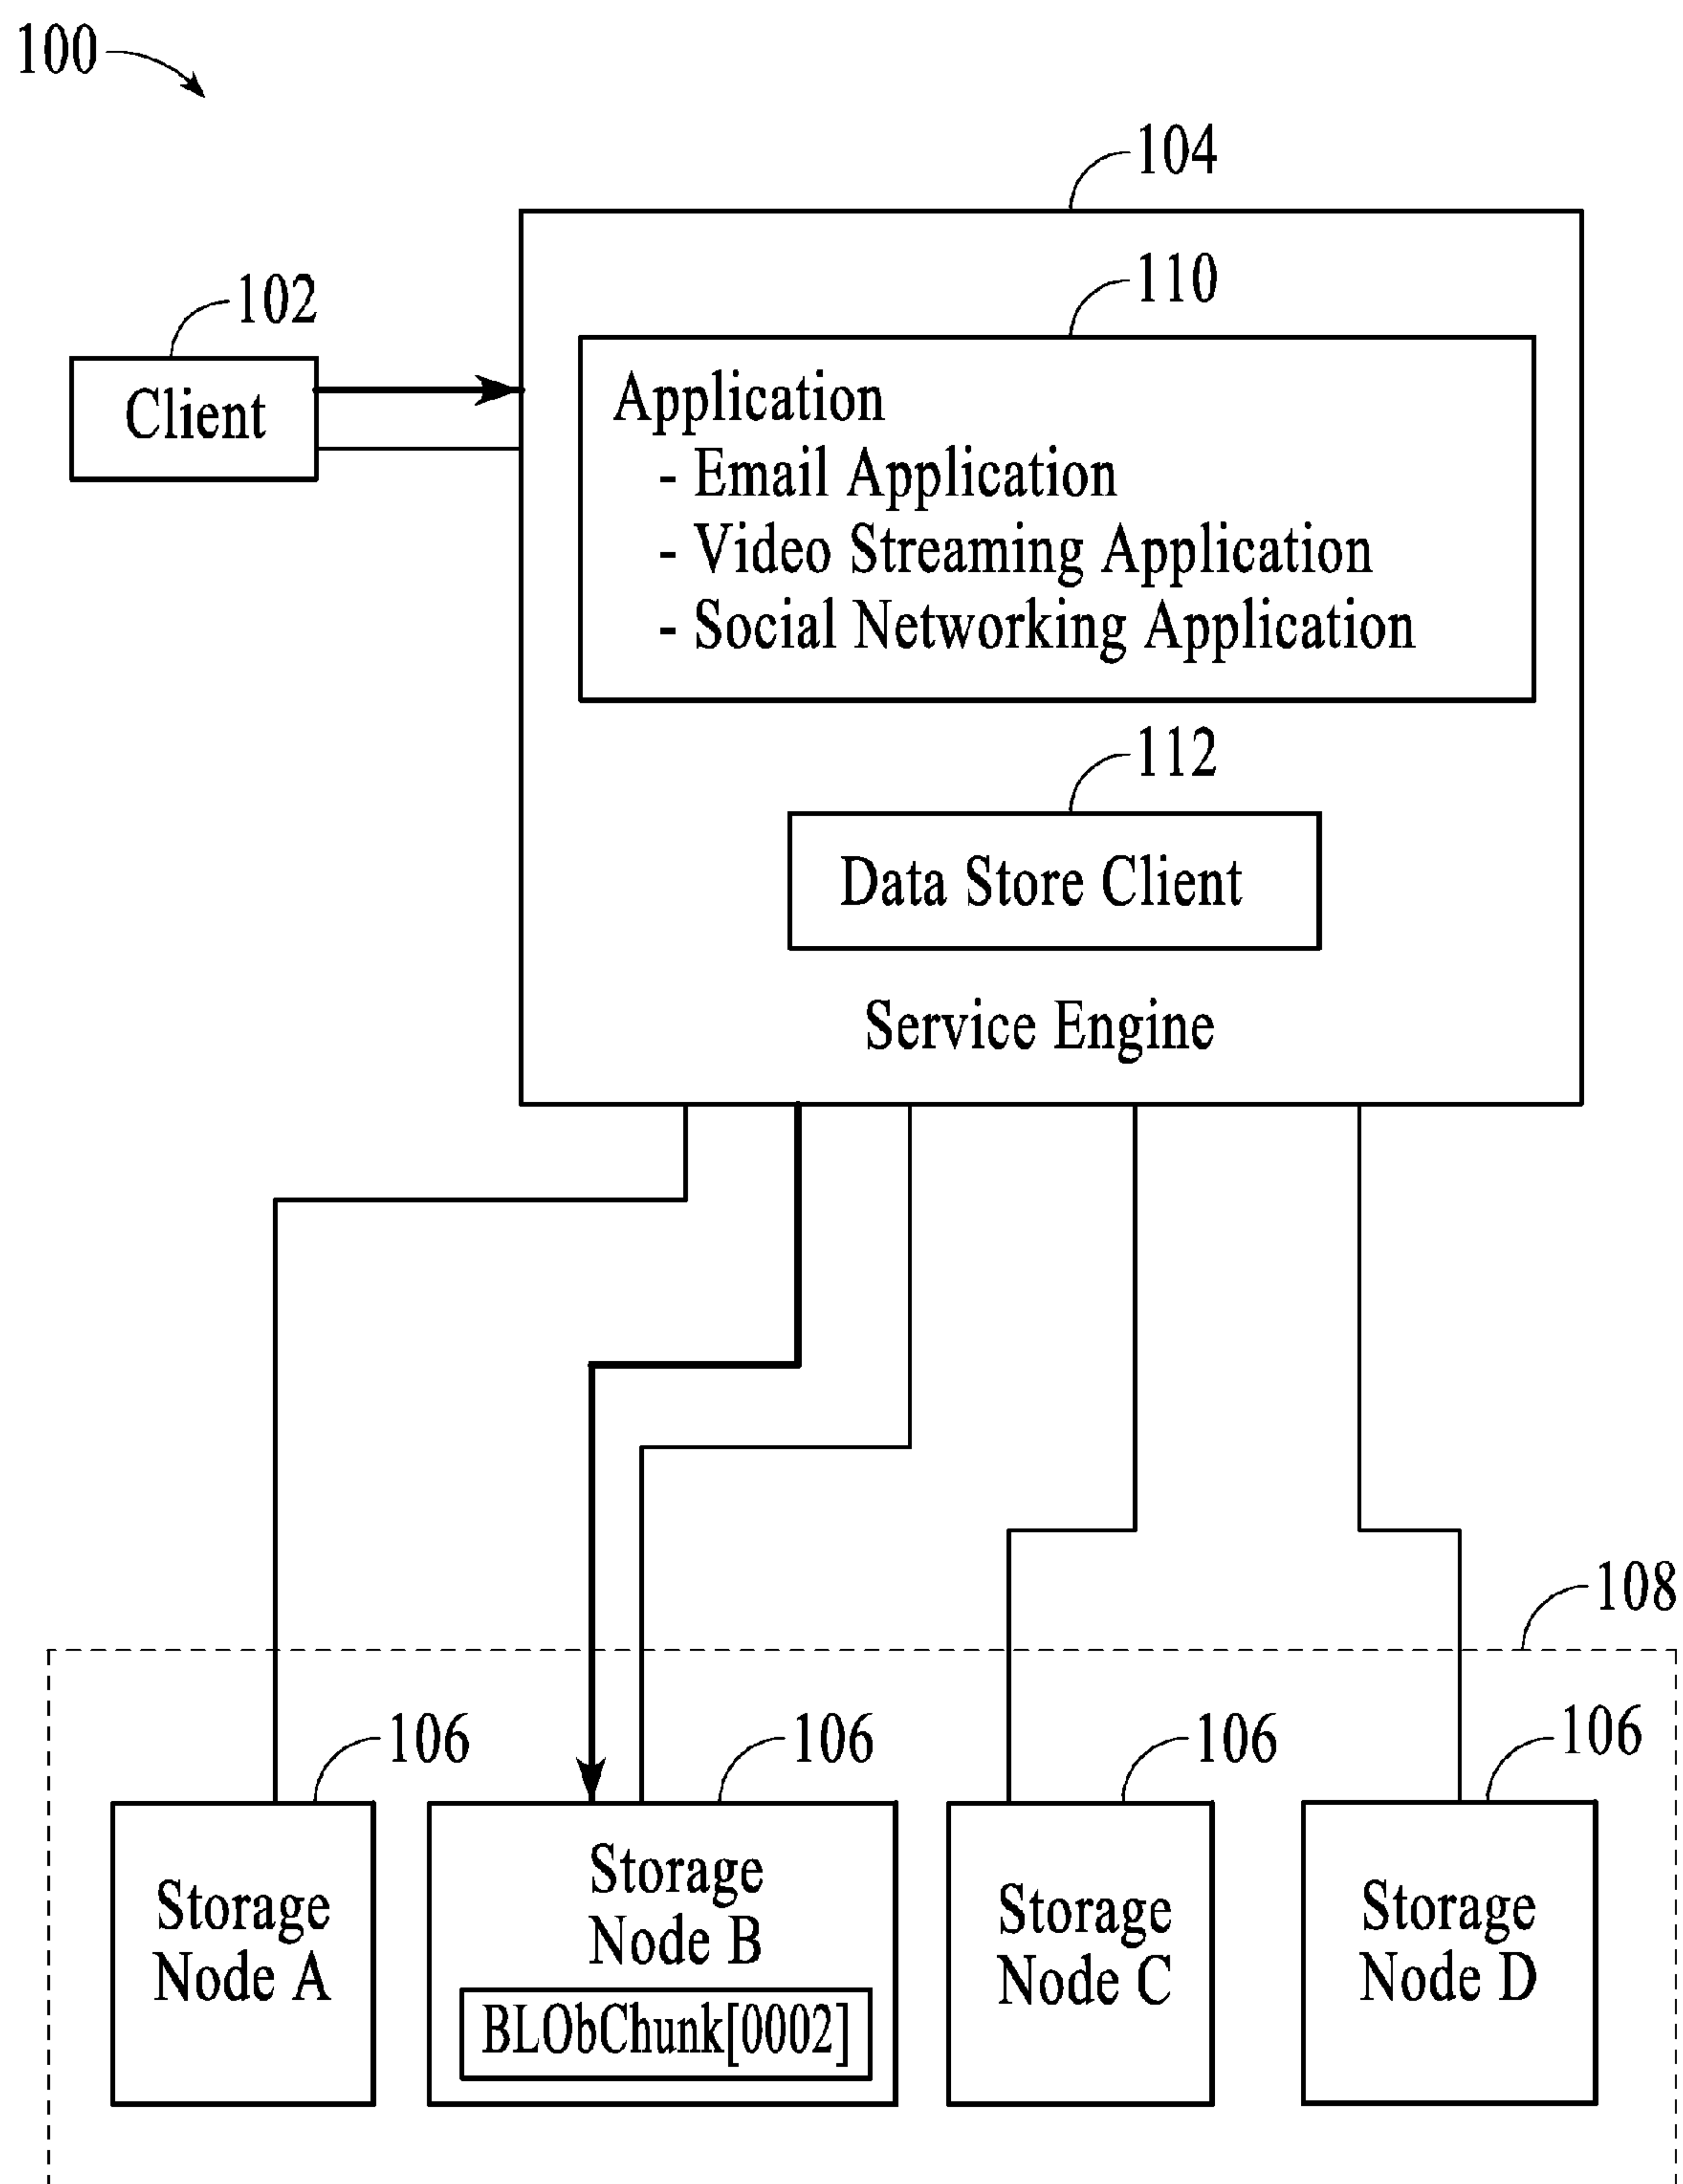 100
104
110
102
Client
Application
- Email Application
- Video Streaming Application
- Social Networking Application
112
Data Store Client
Service Engine
108
106
106
106
106
Storage
Node A
Storage
Node B
BLObChunk[0002]
Storage
Node C
Storage
Node D